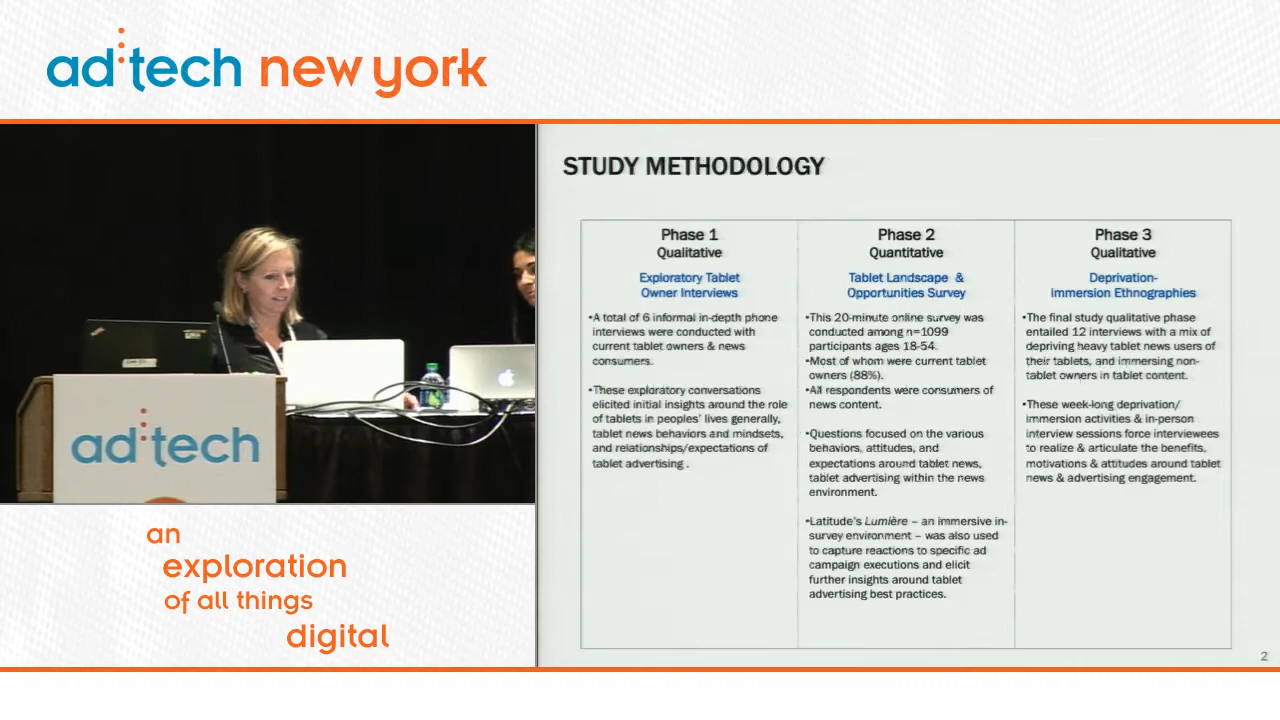 ad:tech new york
STUDY METHODOLOGY
Phase 1
Qualitative
Exploratory Tablet
Owner Interviews
•A total of 6 informal in-depth phone
interviews were conducted with
current tablet owners & news
consumers.
•These exploratory conversations
elicited initial insights around the role
of tablets in peoples' lives generally,
tablet news behaviors and mindsets,
and relationships/expectations of
tablet advertising .
Phase 2
Quantitative
Tablet Landscape &
Opportunities Survey
•This 20-minute online survey was
conducted among n=1099
participants ages 18-54.
•Most of whom were current tablet
owners (88%).
•All respondents were consumers of
news content.
•Questions focused on the various
behaviors, attitudes, and
expectations around tablet news,
tablet advertising within the news
environment.
•Latitude's Lumière – an immersive in-
survey environment – was also used
to capture reactions to specific ad
campaign executions and elicit
further insights around tablet
advertising best practices.
Phase 3
Qualitative
Deprivation-
immersion Ethnographies
•The final study qualitative phase
entailed 12 interviews with a mix of
depriving heavy tablet news users of
their tablets, and immersing non-
tablet owners in tablet content.
•These week-long deprivation/
immersion activities & in-person
interview sessions force interviewees
to realize & articulate the benefits,
motivations & attitudes around tablet
news & advertising engagement.
2
ad:tech
an
exploration
of all things
digital